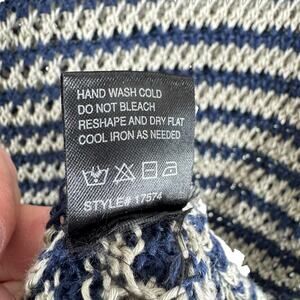 HAND WASH COLD
DO NOT BLEACH
RESHAPE AND DRY FLAT
COOL IRON AS NEEDED
STYLE# 17574